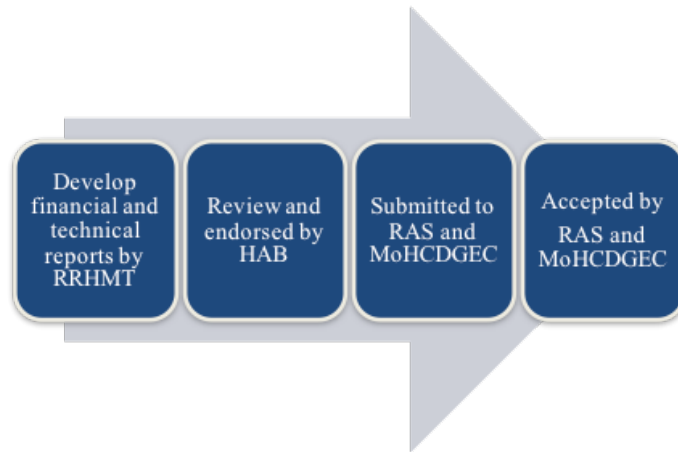 Develop
financial and
technical
reports by
RRHMT
Review and
endorsed by
HAB
Submitted to
RAS and
MoHCDGEC
Accepted by
RAS and
MoHCDGEC